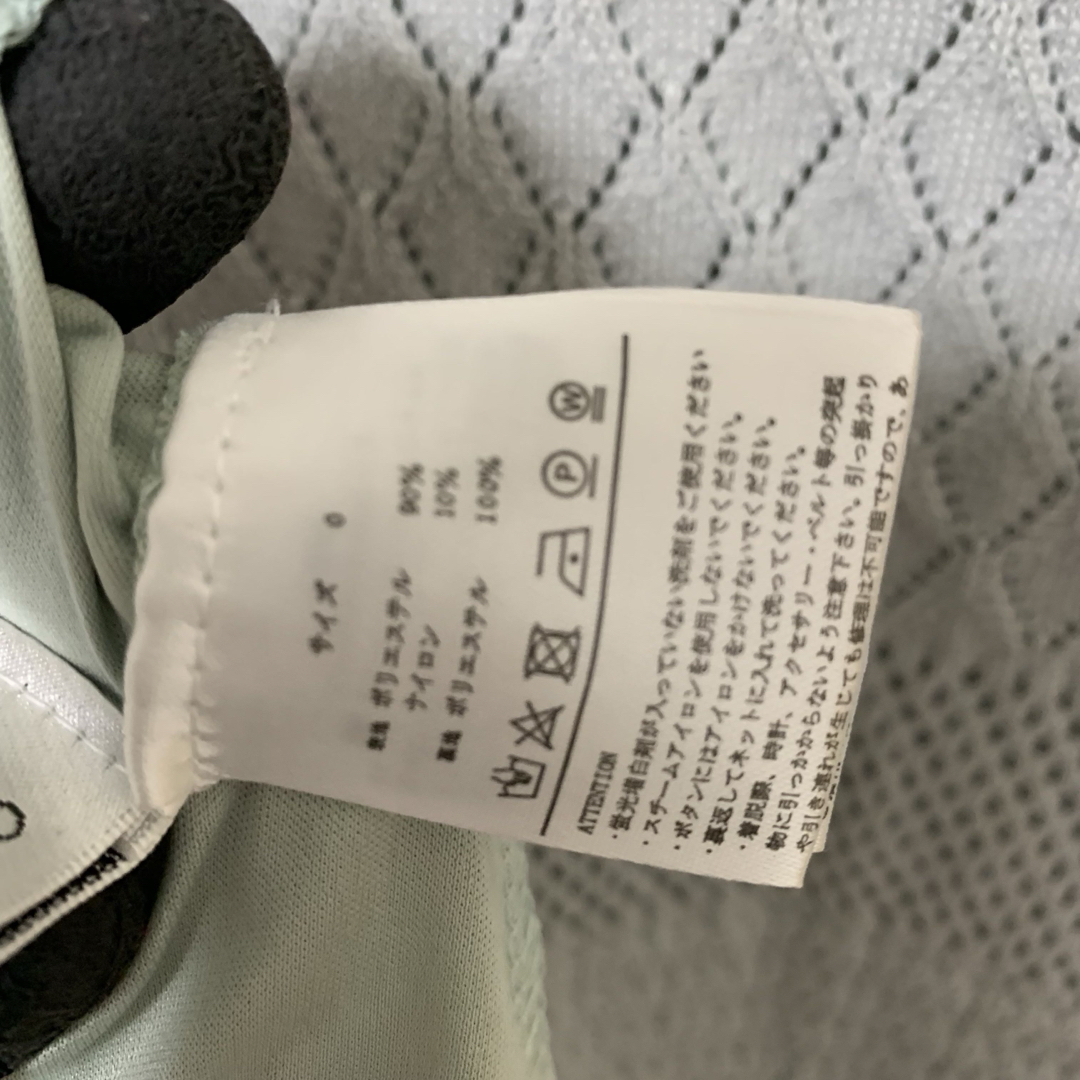 サイズ 0
表地 ポリエステル 90%
ナイロン 10%
裏地 ポリエステル 100%
P
W
ATTENTION
・蛍光増白剤が入っていない洗剤をご使用ください
・スチームアイロンを使用しないでください。
・ボタンにはアイロンをかけないでください。
・裏返してネットに入れて洗ってください。
・着脱際、時計、アクセサリー・ベルト等の突起
物に引っかからないよう注意下さい。引っ掛かり
や引き連れが生じても修理は不可能ですので、あ